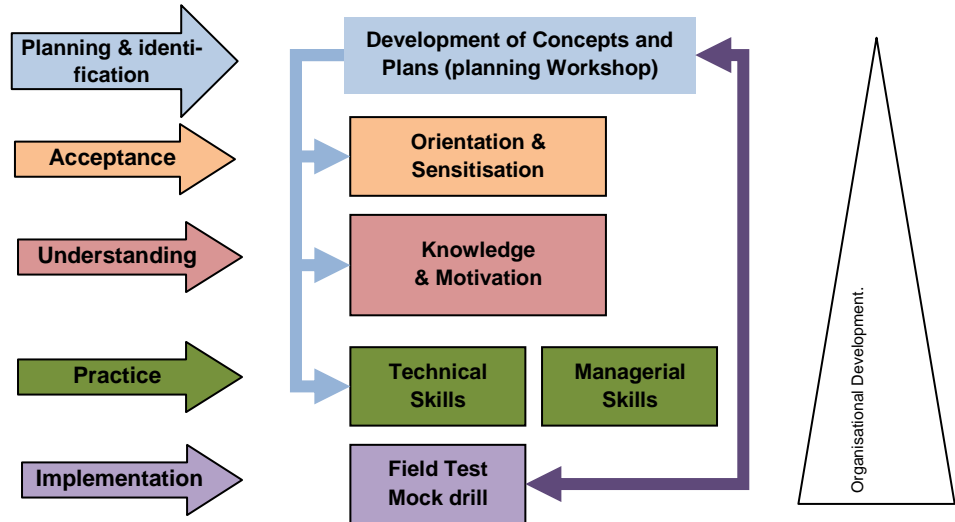 Planning & identi-
fication
Development of Concepts and
Plans (planning Workshop)
Acceptance
Orientation &
Sensitisation
Understanding
Knowledge
& Motivation
Practice
Technical
Skills
Managerial
Skills
Implementation
Field Test
Mock drill
Organisational Development.